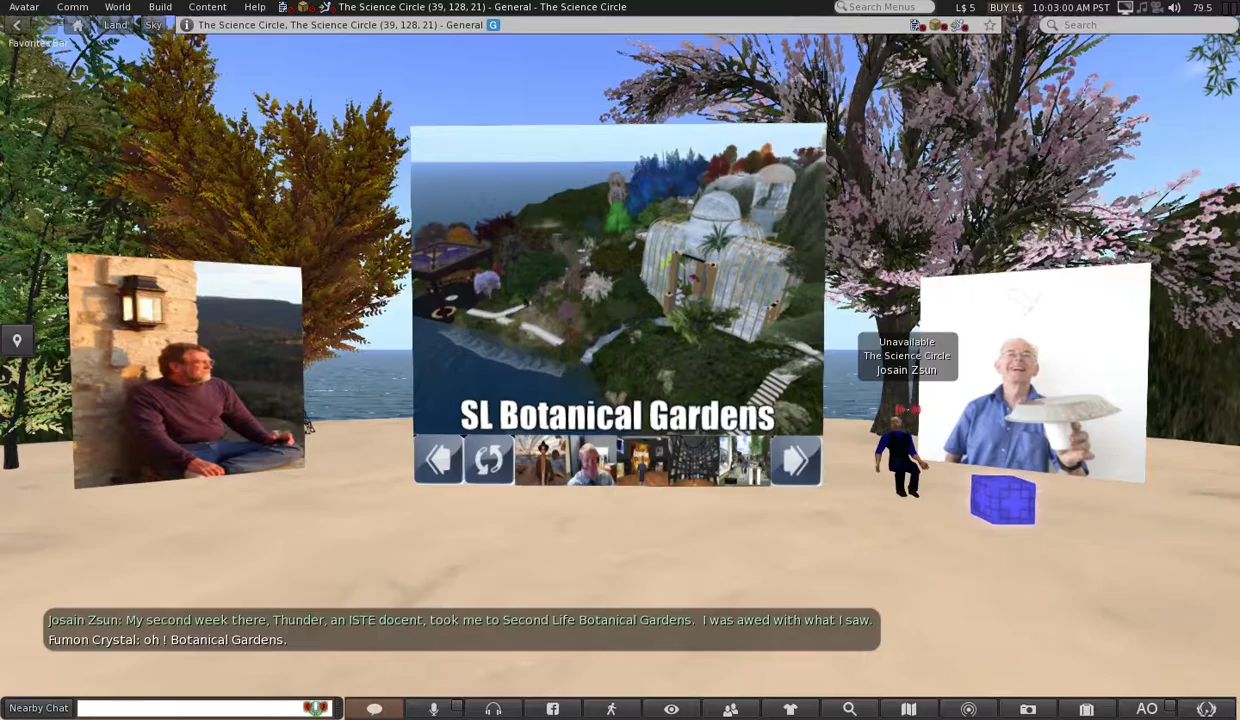 Avatar Comm World Build Content Help The Science Circle (39, 128, 21) - General - The Science Circle Search Menus L$ 5 BUY L$ 10:03:00 AM PST 79.5
Land Sky The Science Circle, The Science Circle (39, 128, 21) - General G Search
Favorites Bar
Unavailable
The Science Circle
Josain Zsun
SL Botanical Gardens
Josain Zsun: My second week there, Thunder, an ISTE docent, took me to Second Life Botanical Gardens. I was awed with what I saw.
Fumon Crystal: oh ! Botanical Gardens.
Nearby Chat AO